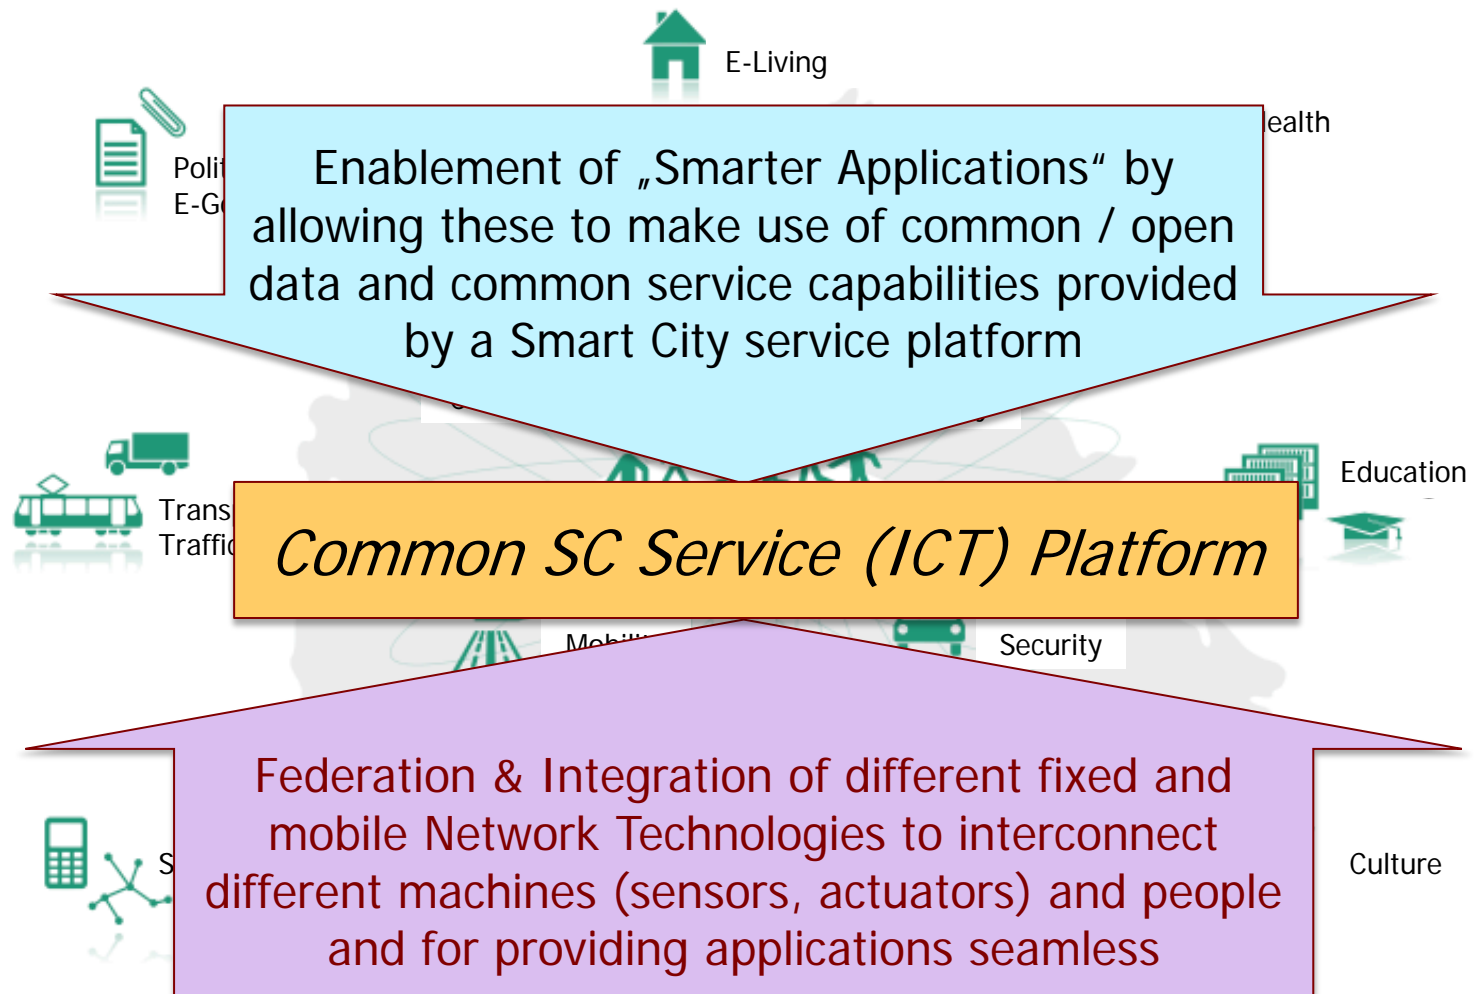 E-Living
Enablement of „Smarter Applications“ by
allowing these to make use of common / open
data and common service capabilities provided
by a Smart City service platform
Education
Common SC Service (ICT) Platform
Security
Federation & Integration of different fixed and
mobile Network Technologies to interconnect
different machines (sensors, actuators) and people
and for providing applications seamless
Culture